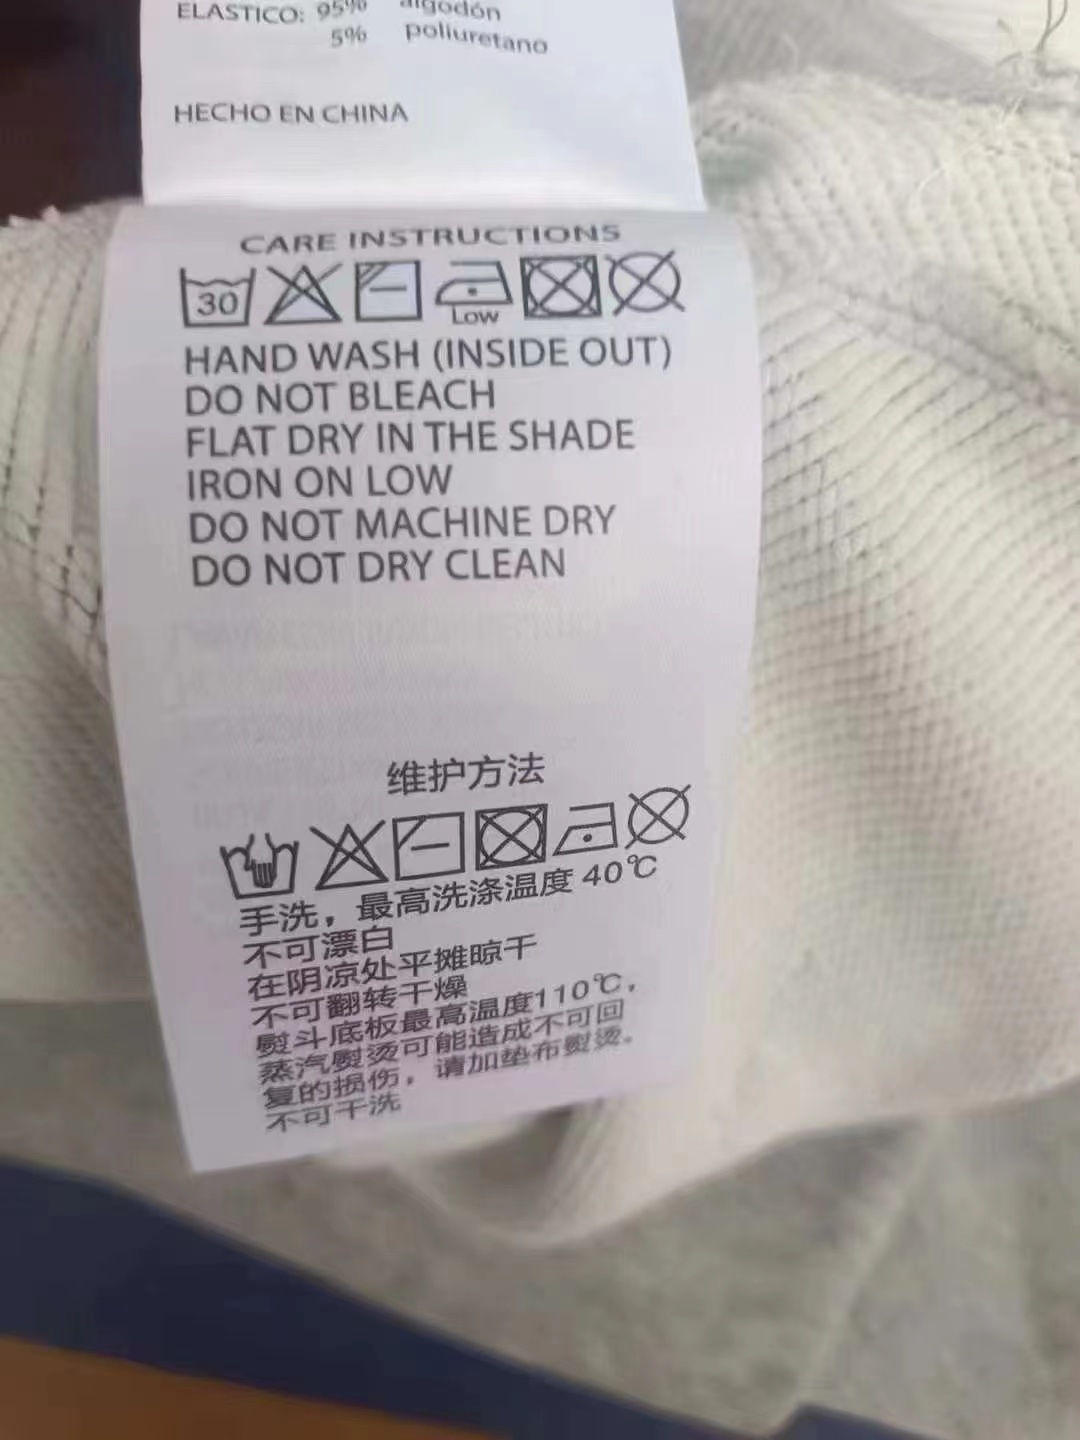 ELASTICO: 95% algodón
5% poliuretano
HECHO EN CHINA
CARE INSTRUCTIONS
30
Low
HAND WASH (INSIDE OUT)
DO NOT BLEACH
FLAT DRY IN THE SHADE
IRON ON LOW
DO NOT MACHINE DRY
DO NOT DRY CLEAN
维护方法
手洗，最高洗涤温度40℃
不可漂白
在阴凉处平摊晾干
不可翻转干燥
熨斗底板最高温度110℃，
蒸汽熨烫可能造成不可回
复的损伤，请加垫布熨烫。
不可干洗